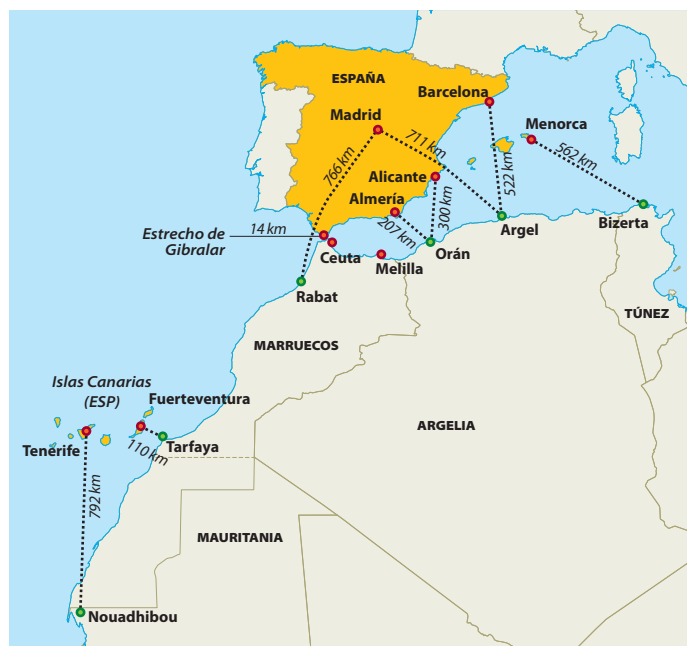 ESPAÑA
Barcelona
Madrid
711 km
Menorca
766 km
562 km
522 km
Alicante
Almería
300 km
207 km
Estrecho de
Gibralar
14 km
Ceuta
Melilla
Orán
Argel
Bizerta
Rabat
TÚNEZ
MARRUECOS
Islas Canarias
(ESP)
Fuerteventura
ARGELIA
Tenerife
110 km
Tarfaya
792 km
MAURITANIA
Nouadhibou